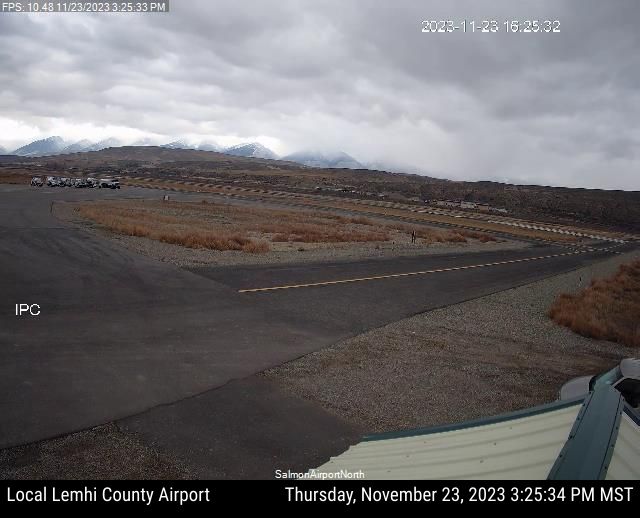 FPS: 10.48 11/23/2023 3:25:33 PM
2023-11-23 16:25:32
IPC
SalmonAirportNorth
Local Lemhi County Airport Thursday, November 23, 2023 3:25:34 PM MST